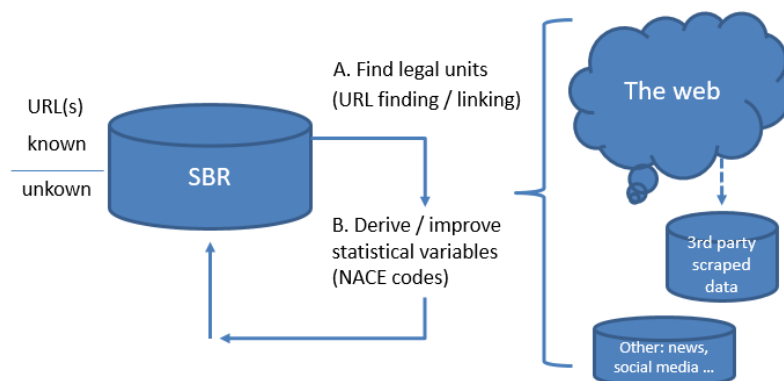 URL(s)
known
unkown
SBR
A. Find legal units
(URL finding / linking)
B. Derive / improve
statistical variables
(NACE codes)
The web
3rd party
scraped
data
Other: news,
social media ...